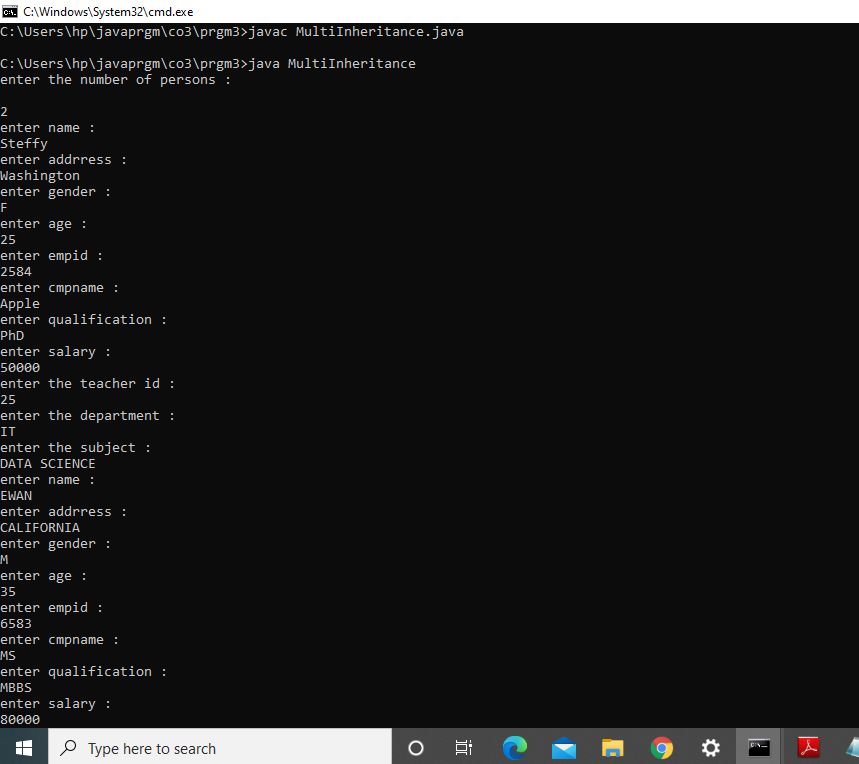 C:\Windows\System32\cmd.exe
C:\Users\hp\javaprgm\co3\prgm3>javac MultiInheritance.java
C:\Users\hp\javaprgm\co3\prgm3>java MultiInheritance
enter the number of persons :
2
enter name :
Steffy
enter addrress :
Washington
enter gender :
F
enter age :
25
enter empid :
2584
enter cmpname :
Apple
enter qualification :
PhD
enter salary :
50000
enter the teacher id :
25
enter the department :
IT
enter the subject :
DATA SCIENCE
enter name :
EWAN
enter addrress :
CALIFORNIA
enter gender :
M
enter age :
35
enter empid :
6583
enter cmpname :
MS
enter qualification :
MBBS
enter salary :
80000
Type here to search